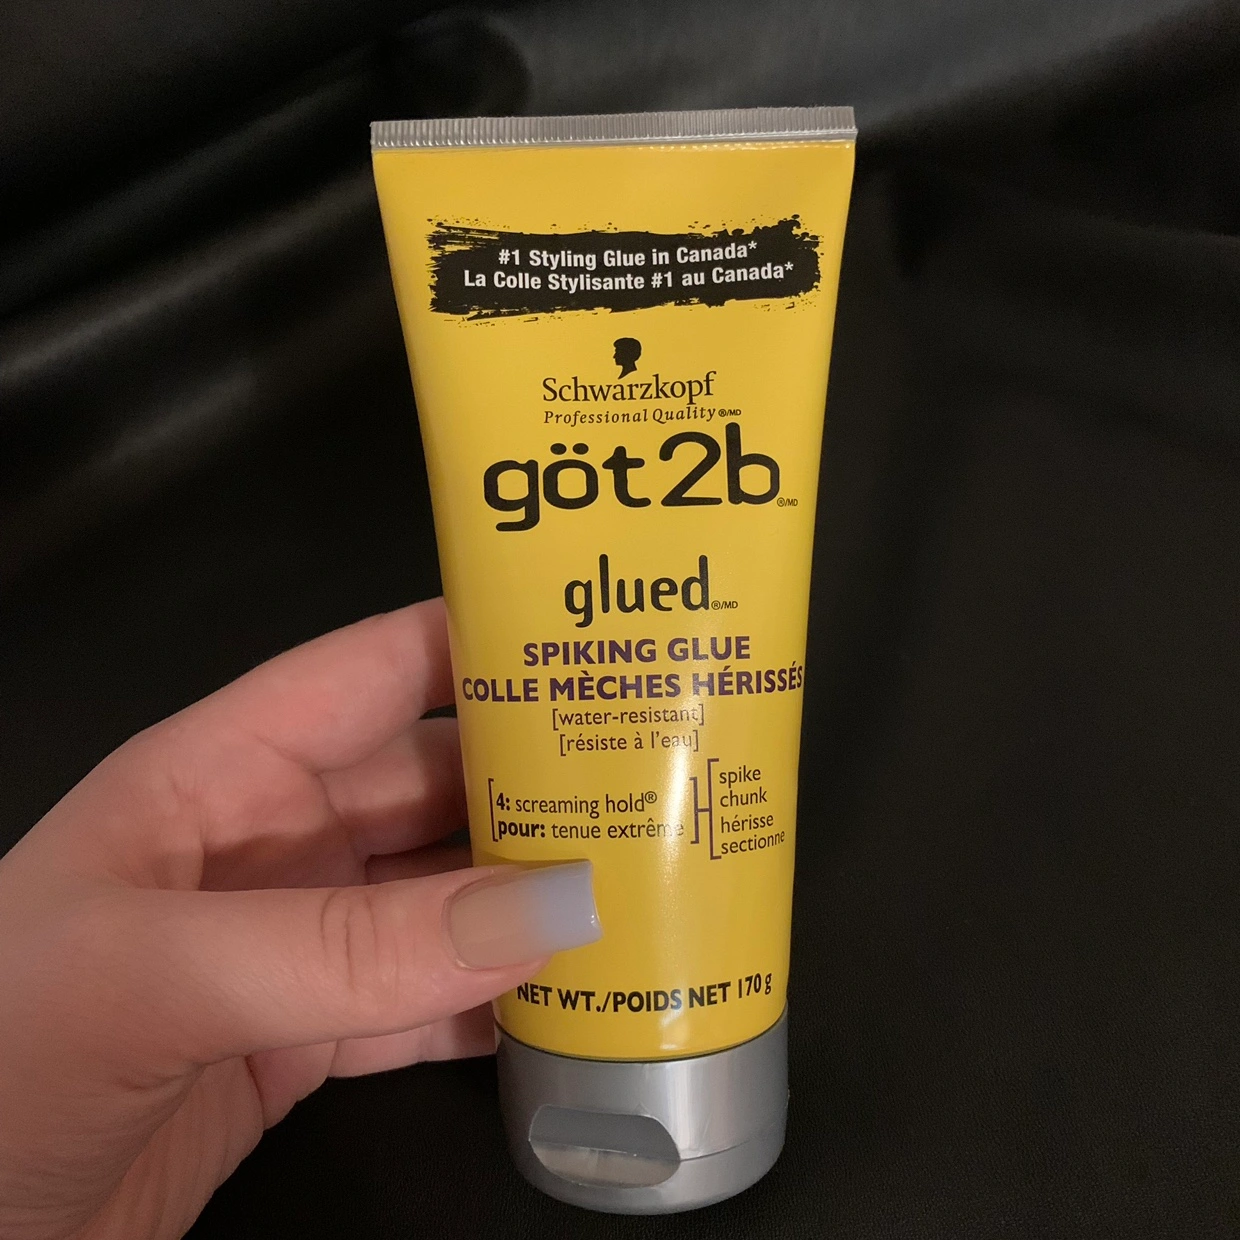 #1 Styling Glue in Canada*
La Colle Stylisante #1 au Canada*
Schwarzkopf
Professional Quality®/MD
göt2b®/MD
glued®/MD
SPIKING GLUE
COLLE MÈCHES HÉRISSÉS
[water-resistant]
[résiste à l'eau]
4: screaming hold®
pour: tenue extrême
spike
chunk
hérisse
sectionne
NET WT./POIDS NET 170 g